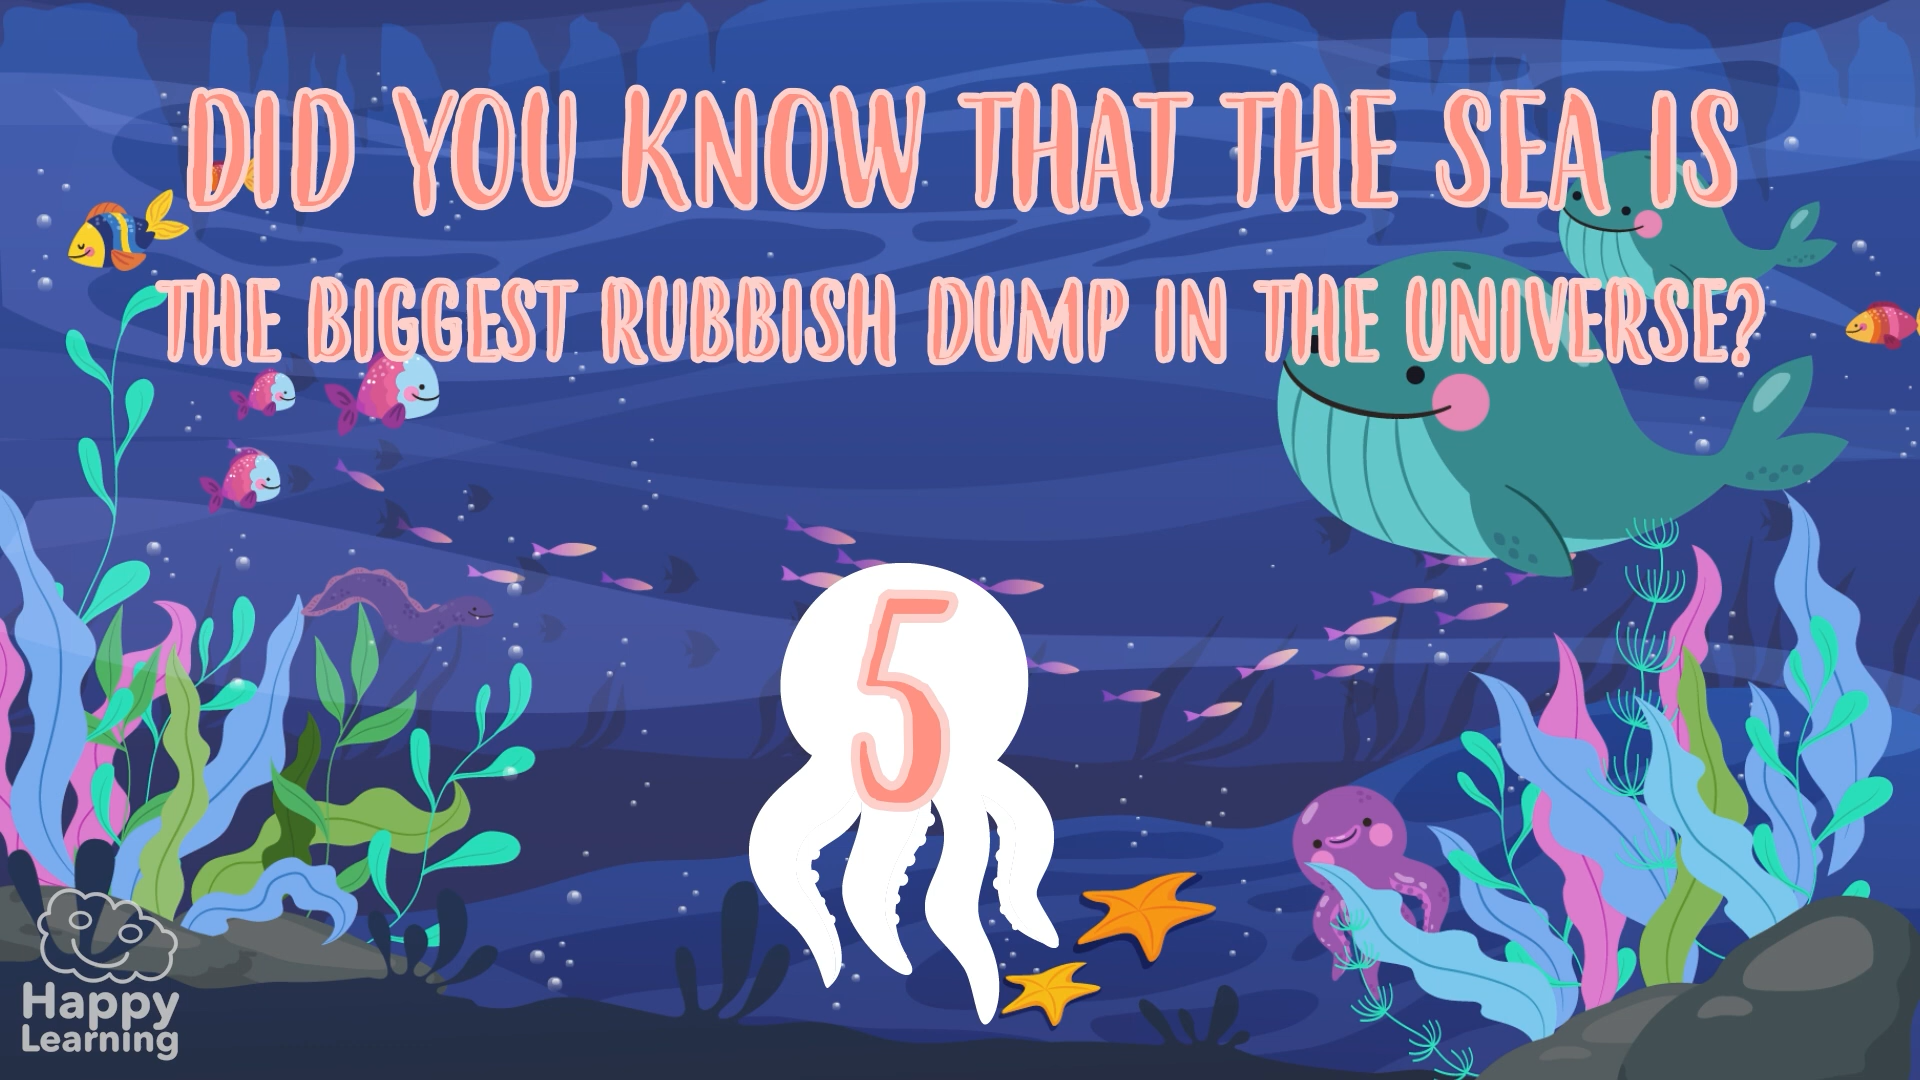 DID YOU KNOW THAT THE SEA IS
THE BIGGEST RUBBISH DUMP IN THE UNIVERSE?
5
Happy
Learning